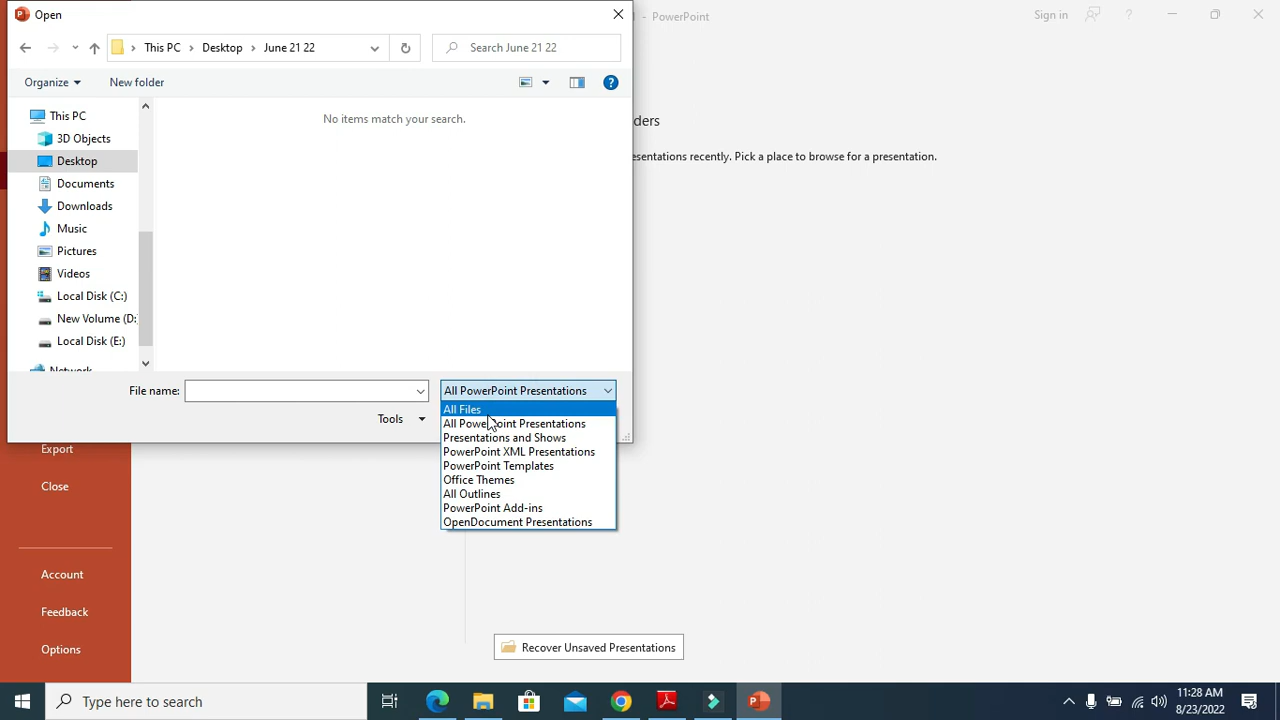 Open
- PowerPoint
Sign in
This PC
Desktop
June 21 22
Search June 21 22
Organize
New folder
This PC
3D Objects
Desktop
Documents
Downloads
Music
Pictures
Videos
Local Disk (C:)
New Volume (D:
Local Disk (E:)
Network
No items match your search.
ders
esentations recently. Pick a place to browse for a presentation.
File name:
All PowerPoint Presentations
Tools
All Files
All PowerPoint Presentations
Presentations and Shows
PowerPoint XML Presentations
PowerPoint Templates
Office Themes
All Outlines
PowerPoint Add-ins
OpenDocument Presentations
Export
Close
Account
Feedback
Options
Recover Unsaved Presentations
Type here to search
11:28 AM
8/23/2022